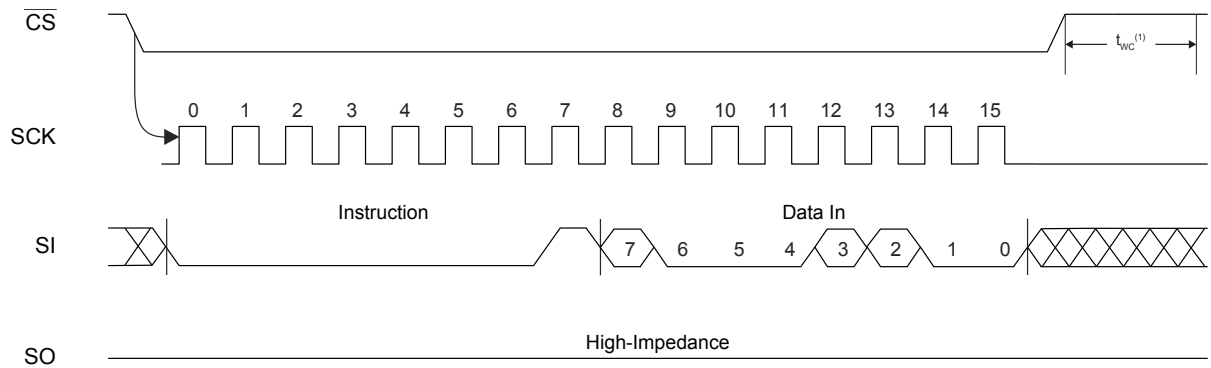 CS
t_WC(1)
0 1 2 3 4 5 6 7 8 9 10 11 12 13 14 15
SCK
Instruction Data In
SI
7 6 5 4 3 2 1 0
High-Impedance
SO